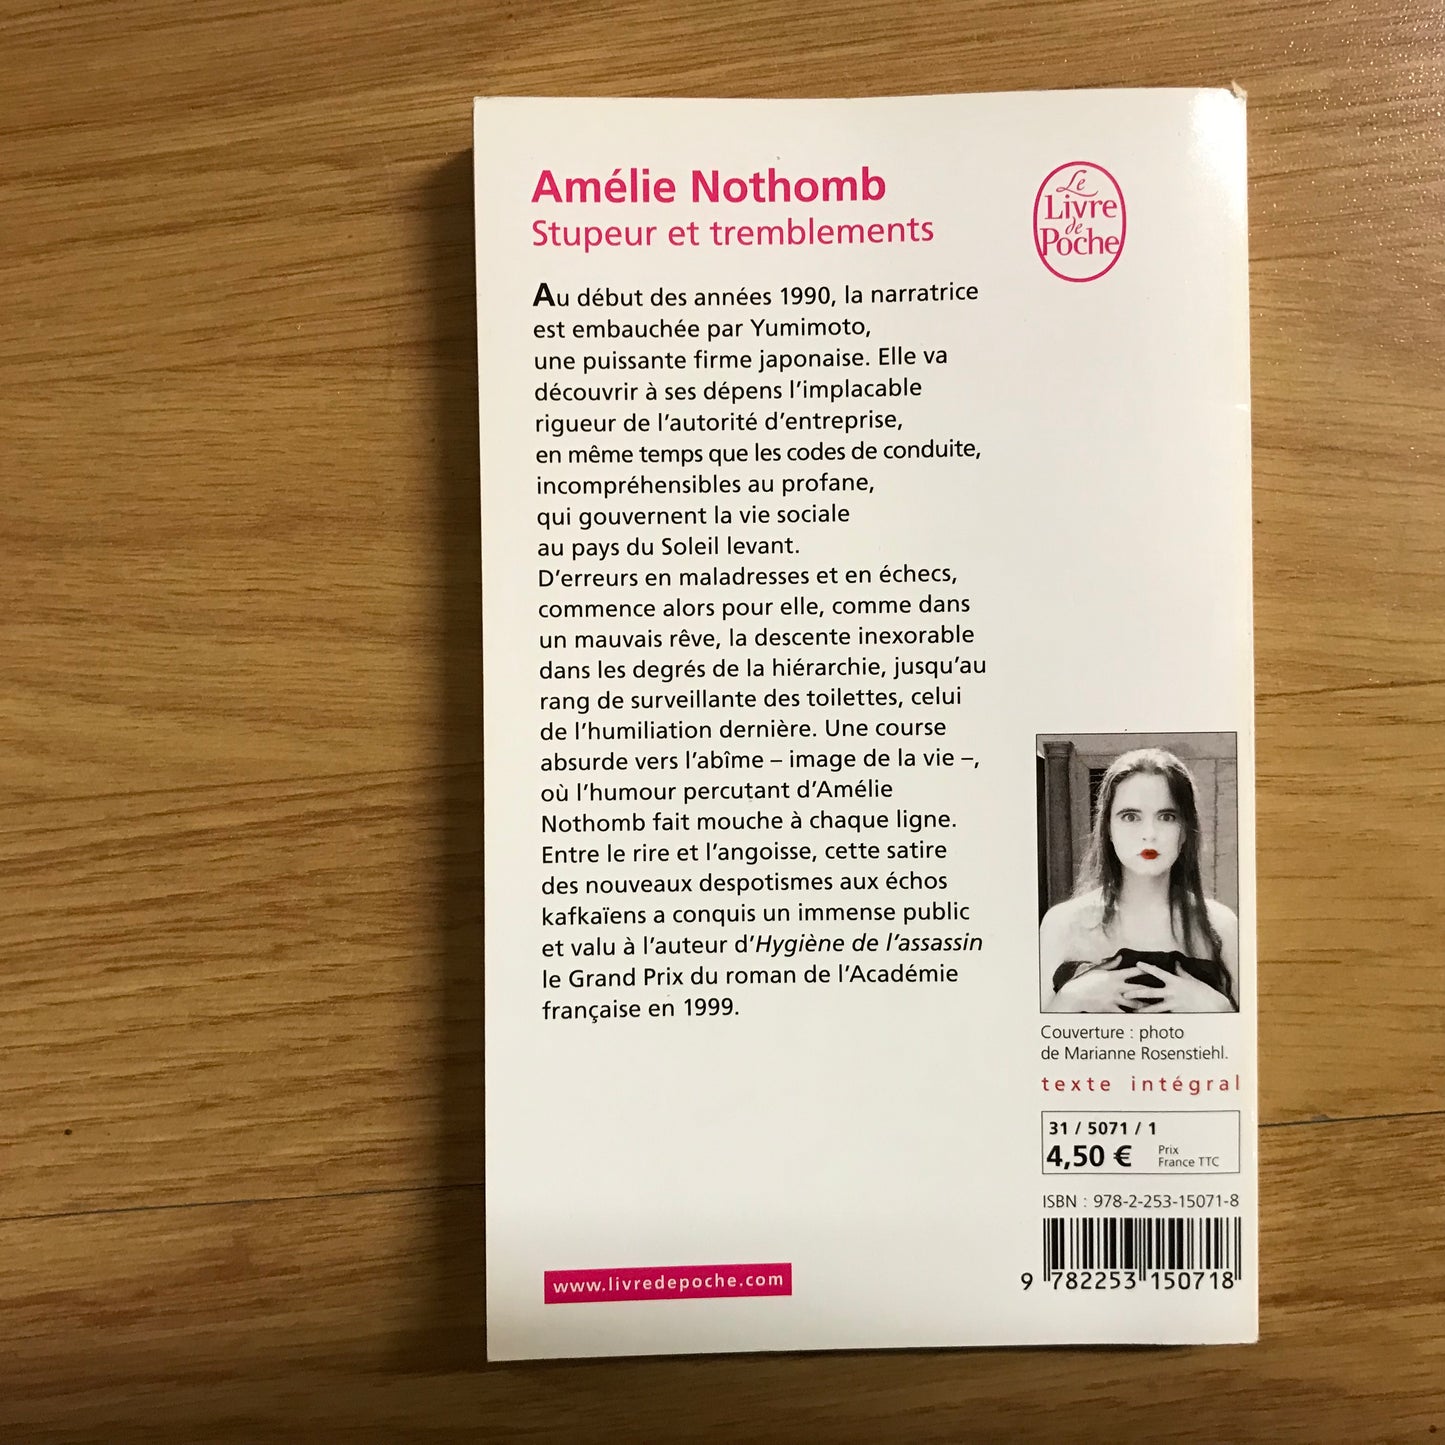 Amélie Nothomb
Stupeur et tremblements
Le
Livre
de
Poche
Au début des années 1990, la narratrice
est embauchée par Yumimoto,
une puissante firme japonaise. Elle va
découvrir à ses dépens l'implacable
rigueur de l'autorité d'entreprise,
en même temps que les codes de conduite,
incompréhensibles au profane,
qui gouvernent la vie sociale
au pays du Soleil levant.
D'erreurs en maladresses et en échecs,
commence alors pour elle, comme dans
un mauvais rêve, la descente inexorable
dans les degrés de la hiérarchie, jusqu'au
rang de surveillante des toilettes, celui
de l'humiliation dernière. Une course
absurde vers l'abîme – image de la vie –,
où l'humour percutant d'Amélie
Nothomb fait mouche à chaque ligne.
Entre le rire et l'angoisse, cette satire
des nouveaux despotismes aux échos
kafkaïens a conquis un immense public
et valu à l'auteur d'Hygiène de l'assassin
le Grand Prix du roman de l'Académie
française en 1999.
Couverture : photo
de Marianne Rosenstiehl.
texte intégral
31 / 5071 / 1
4,50 € Prix
France TTC
ISBN : 978-2-253-15071-8
9 782253 150718
www.livredepoche.com